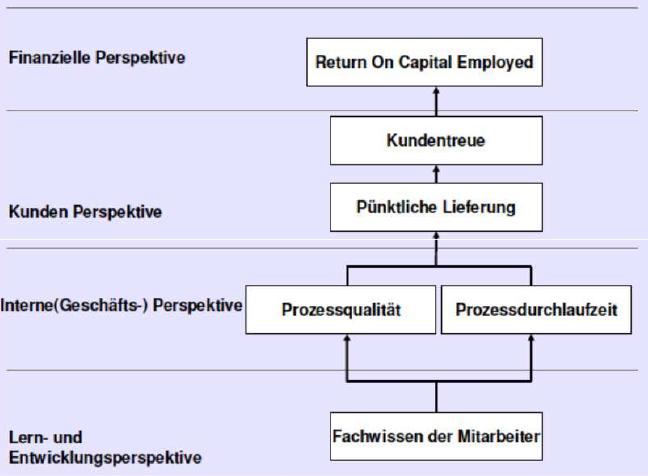 Finanzielle Perspektive
Return On Capital Employed
Kundentreue
Kunden Perspektive
Pünktliche Lieferung
Interne(Geschäfts-) Perspektive
Prozessqualität
Prozessdurchlaufzeit
Lern- und
Entwicklungsperspektive
Fachwissen der Mitarbeiter